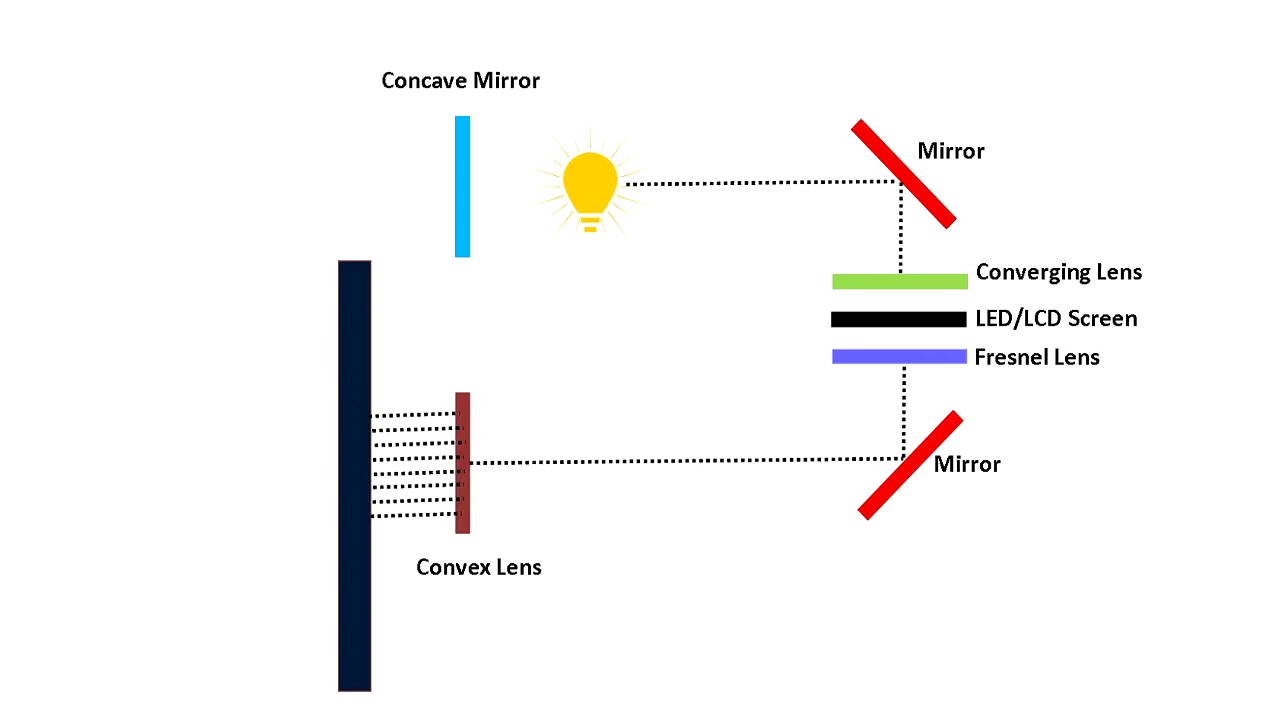 Concave Mirror
Mirror
Converging Lens
LED/LCD Screen
Fresnel Lens
Mirror
Convex Lens